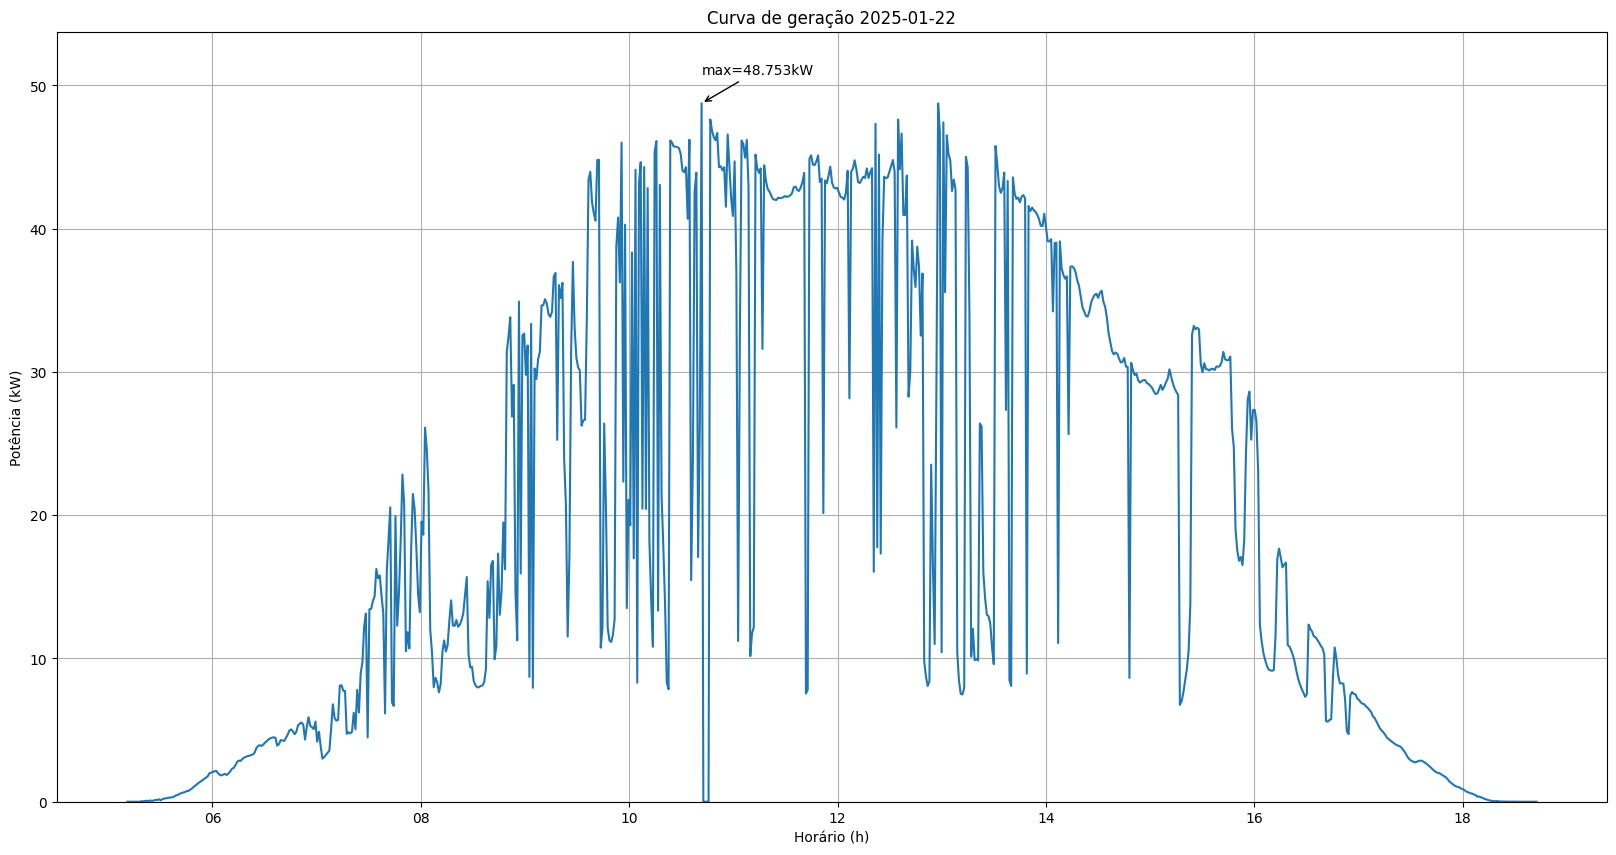 Curva de geração 2025-01-22
max=48.753kW
50
40
30
20
10
0
Potência (kW)
06 08 10 12 14 16 18
Horário (h)